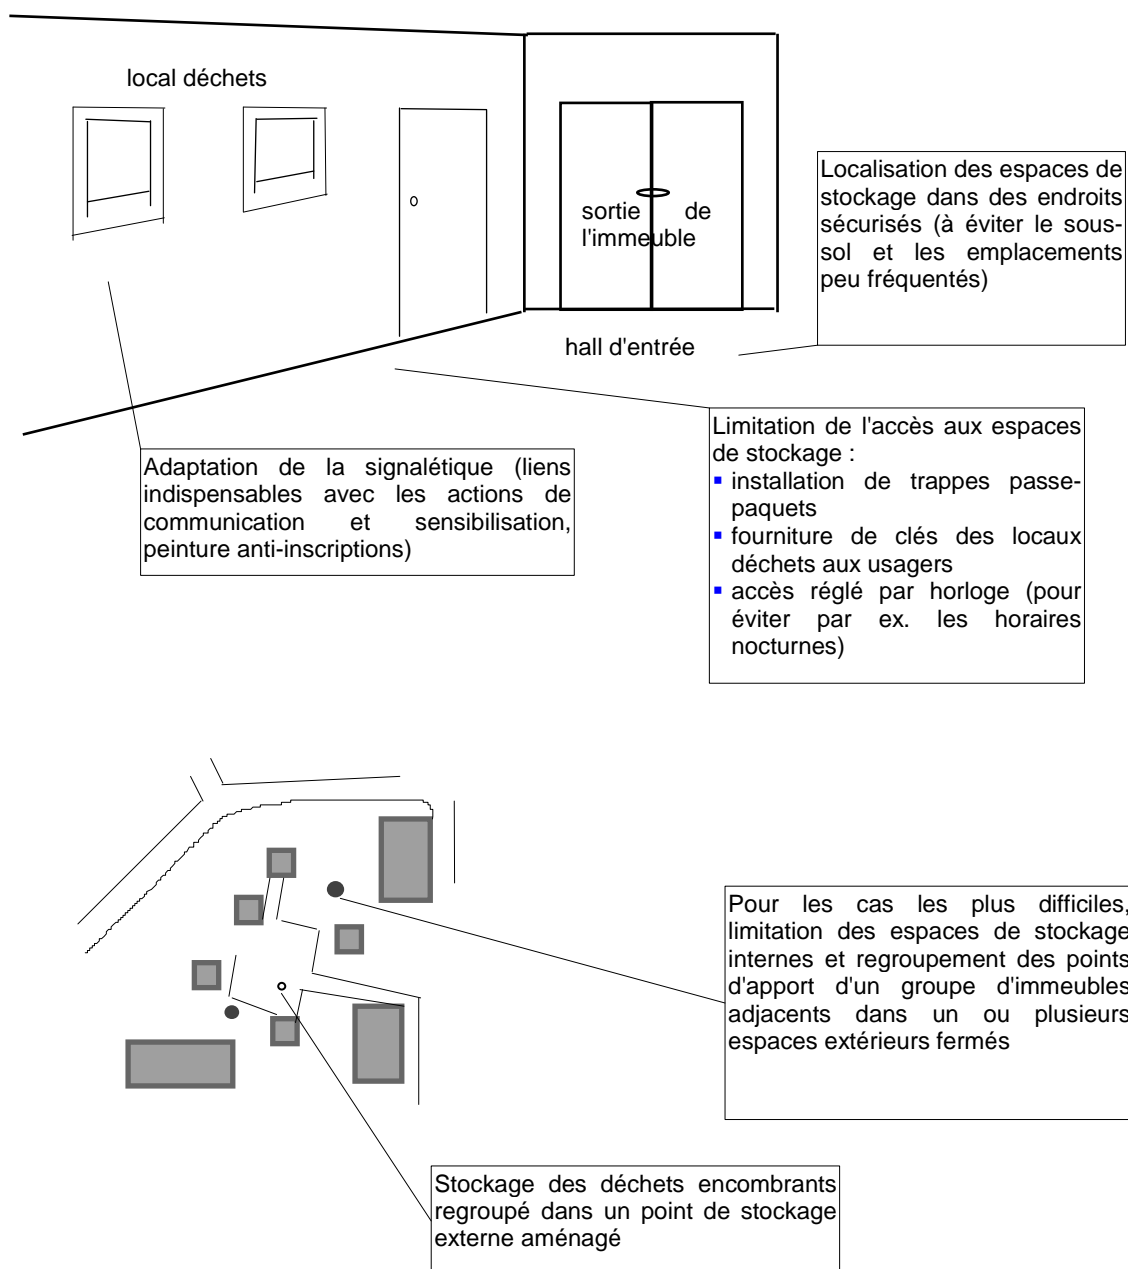 local déchets
sortie de
l'immeuble
hall d'entrée
Localisation des espaces de
stockage dans des endroits
sécurisés (à éviter le sous-
sol et les emplacements
peu fréquentés)
Adaptation de la signalétique (liens
indispensables avec les actions de
communication et sensibilisation,
peinture anti-inscriptions)
Limitation de l'accès aux espaces
de stockage :
▪ installation de trappes passe-
paquets
▪ fourniture de clés des locaux
déchets aux usagers
▪ accès réglé par horloge (pour
éviter par ex. les horaires
nocturnes)
Pour les cas les plus difficiles,
limitation des espaces de stockage
internes et regroupement des points
d'apport d'un groupe d'immeubles
adjacents dans un ou plusieurs
espaces extérieurs fermés
Stockage des déchets encombrants
regroupé dans un point de stockage
externe aménagé